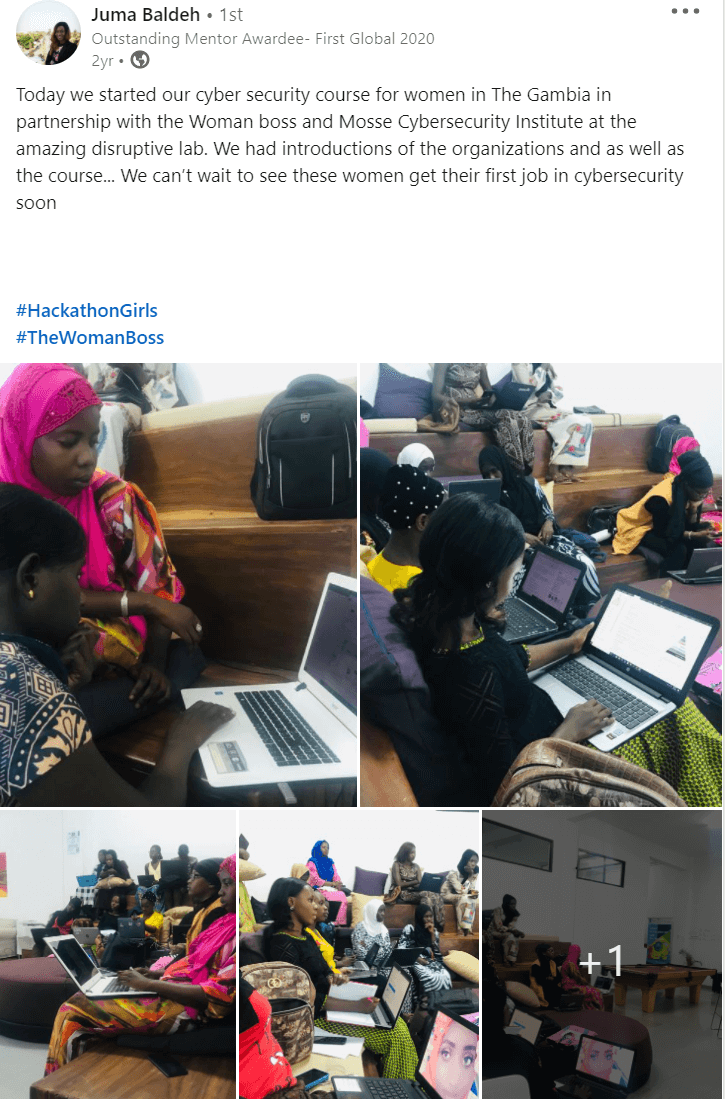 Juma Baldeh • 1st
Outstanding Mentor Awardee- First Global 2020
2yr •
Today we started our cyber security course for women in The Gambia in
partnership with the Woman boss and Mosse Cybersecurity Institute at the
amazing disruptive lab. We had introductions of the organizations and as well as
the course... We can't wait to see these women get their first job in cybersecurity
soon
#HackathonGirls
#TheWomanBoss
+1